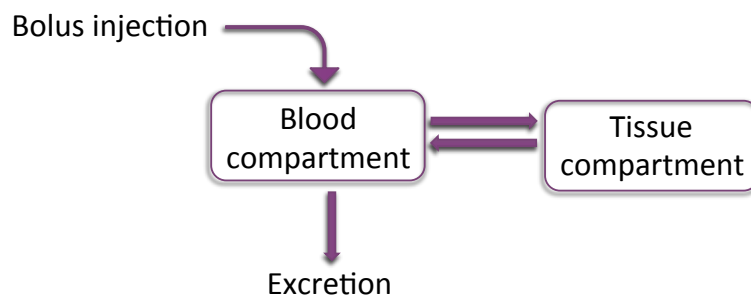 Bolus injection
Blood
compartment
Tissue
compartment
Excretion